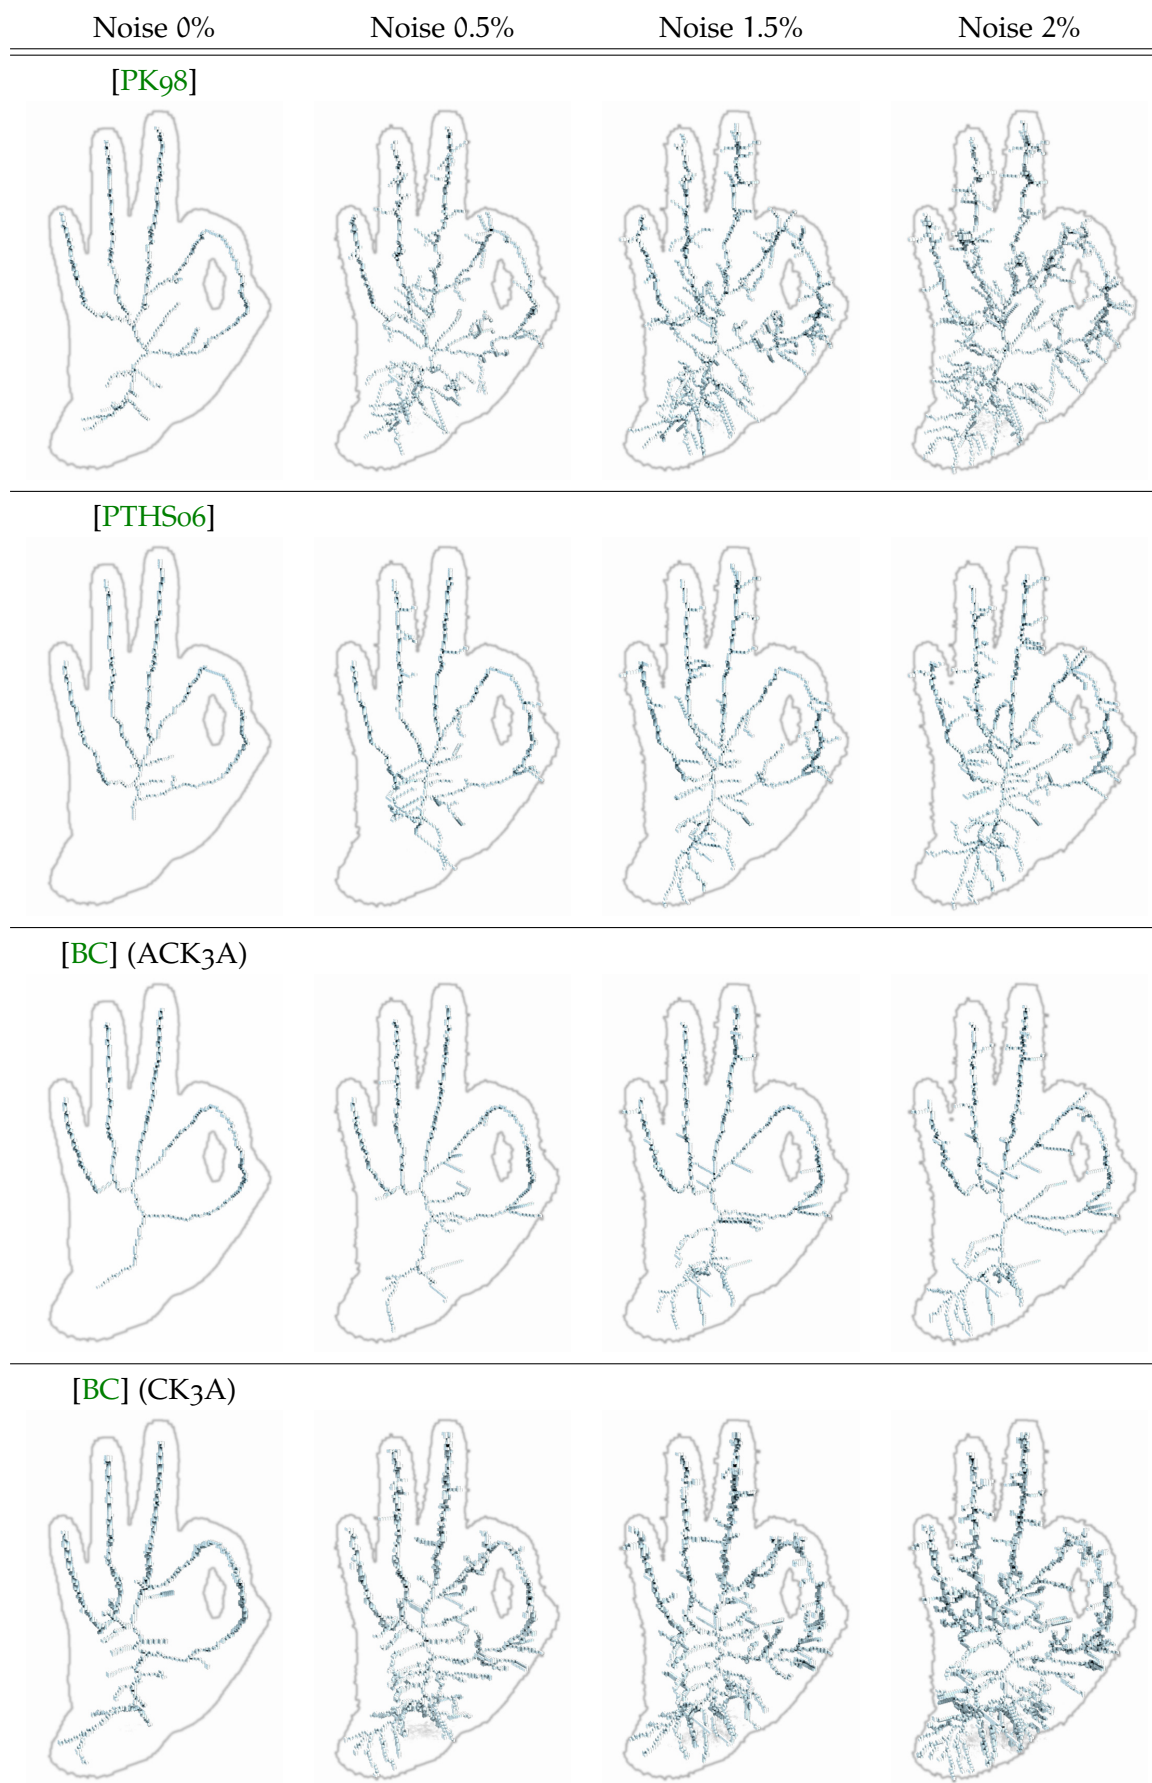 Noise 0% Noise 0.5% Noise 1.5% Noise 2%
[PK98]
[PTHS06]
[BC] (ACK3A)
[BC] (CK3A)